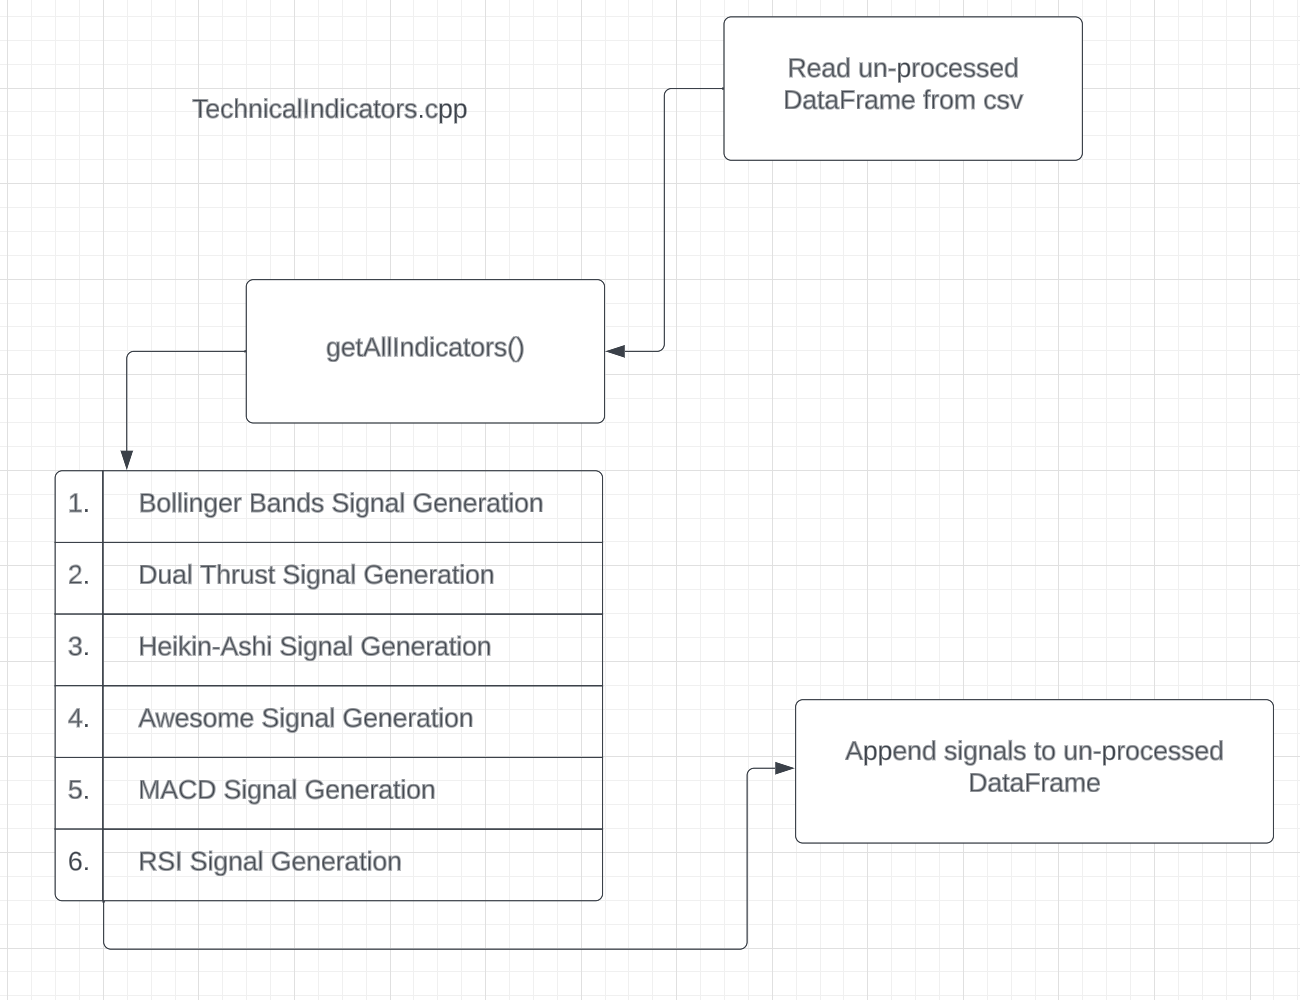 Read un-processed
DataFrame from csv
TechnicalIndicators.cpp
getAllIndicators()
1. Bollinger Bands Signal Generation
2. Dual Thrust Signal Generation
3. Heikin-Ashi Signal Generation
4. Awesome Signal Generation
5. MACD Signal Generation
6. RSI Signal Generation
Append signals to un-processed
DataFrame